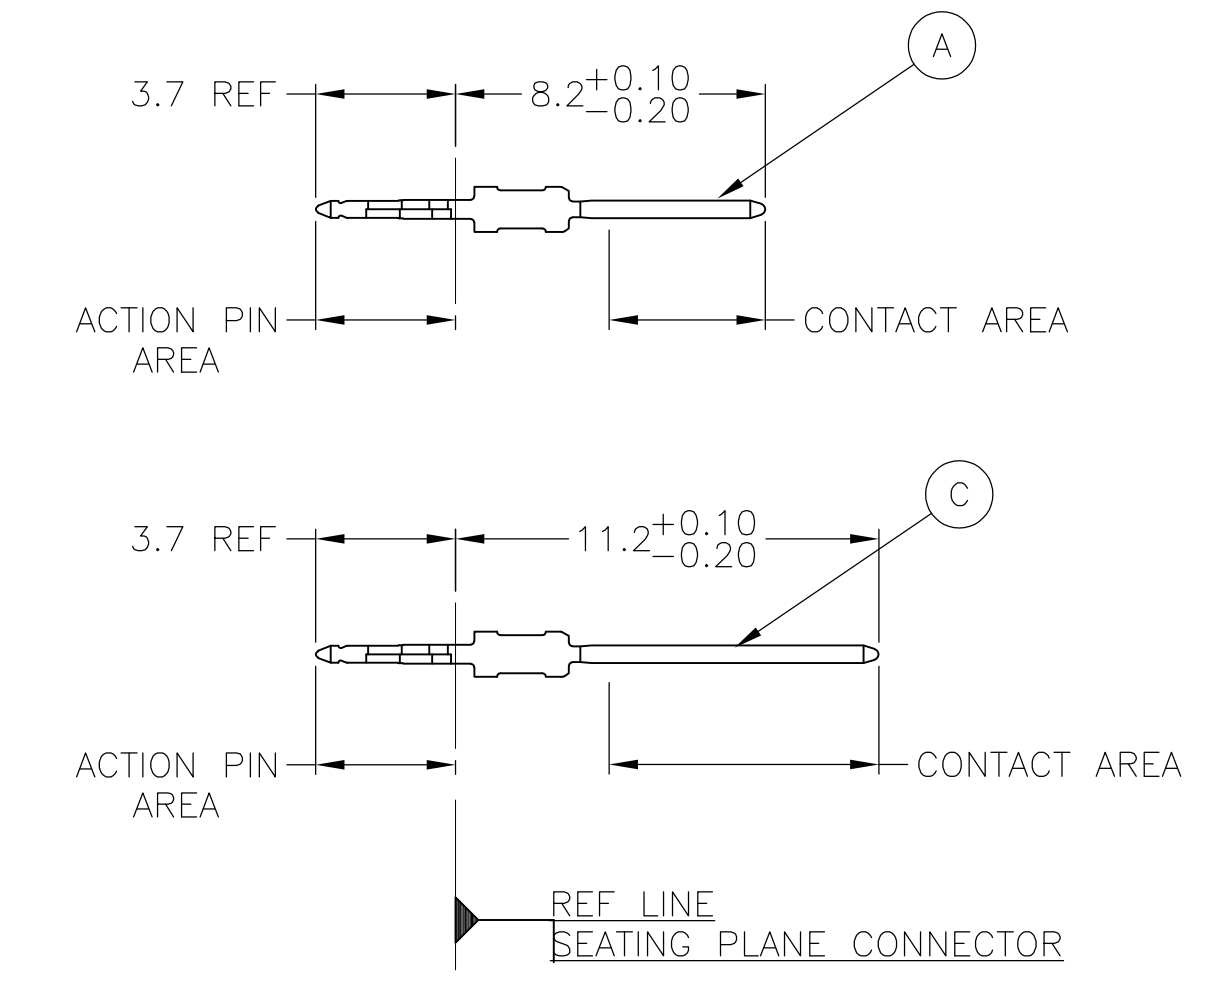 A
3.7 REF
8.2 +0.10
-0.20
ACTION PIN
AREA
CONTACT AREA
C
3.7 REF
11.2 +0.10
-0.20
ACTION PIN
AREA
CONTACT AREA
REF LINE
SEATING PLANE CONNECTOR